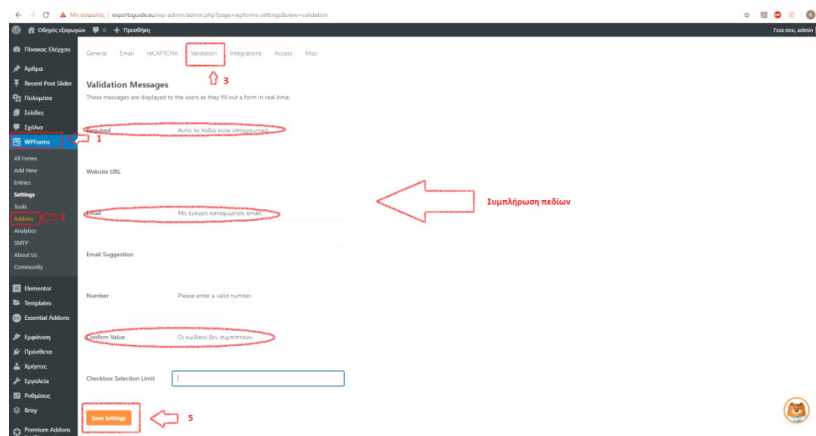 Μη ασφαλής | exportsguide.eu/wp-admin/admin.php?page=wpforms-settings&view=validation
Οδηγός εξαγωγών
Προσθήκη
Γεια σου, admin
Πίνακας Ελέγχου
Άρθρα
Recent Post Slider
Πολυμέσα
Σελίδες
Σχόλια
WPForms
1
All Forms
Add New
Entries
Settings
Tools
Addons
2
Analytics
SMTP
About Us
Community
Elementor
Templates
Essential Addons
Εμφάνιση
Πρόσθετα
Χρήστες
Εργαλεία
Ρυθμίσεις
Brizy
Premium Addons
General Email reCAPTCHA Validation Integrations Access Misc
3
Validation Messages
These messages are displayed to the users as they fill out a form in real-time.
Required Αυτό το πεδίο είναι υποχρεωτικό.
Website URL
Email Μη έγκυρη καταχώρηση email.
Συμπλήρωση πεδίων
Email Suggestion
Number Please enter a valid number.
Confirm Value Οι κωδικοί δεν συμπίπτουν.
Checkbox Selection Limit
Save Settings
5